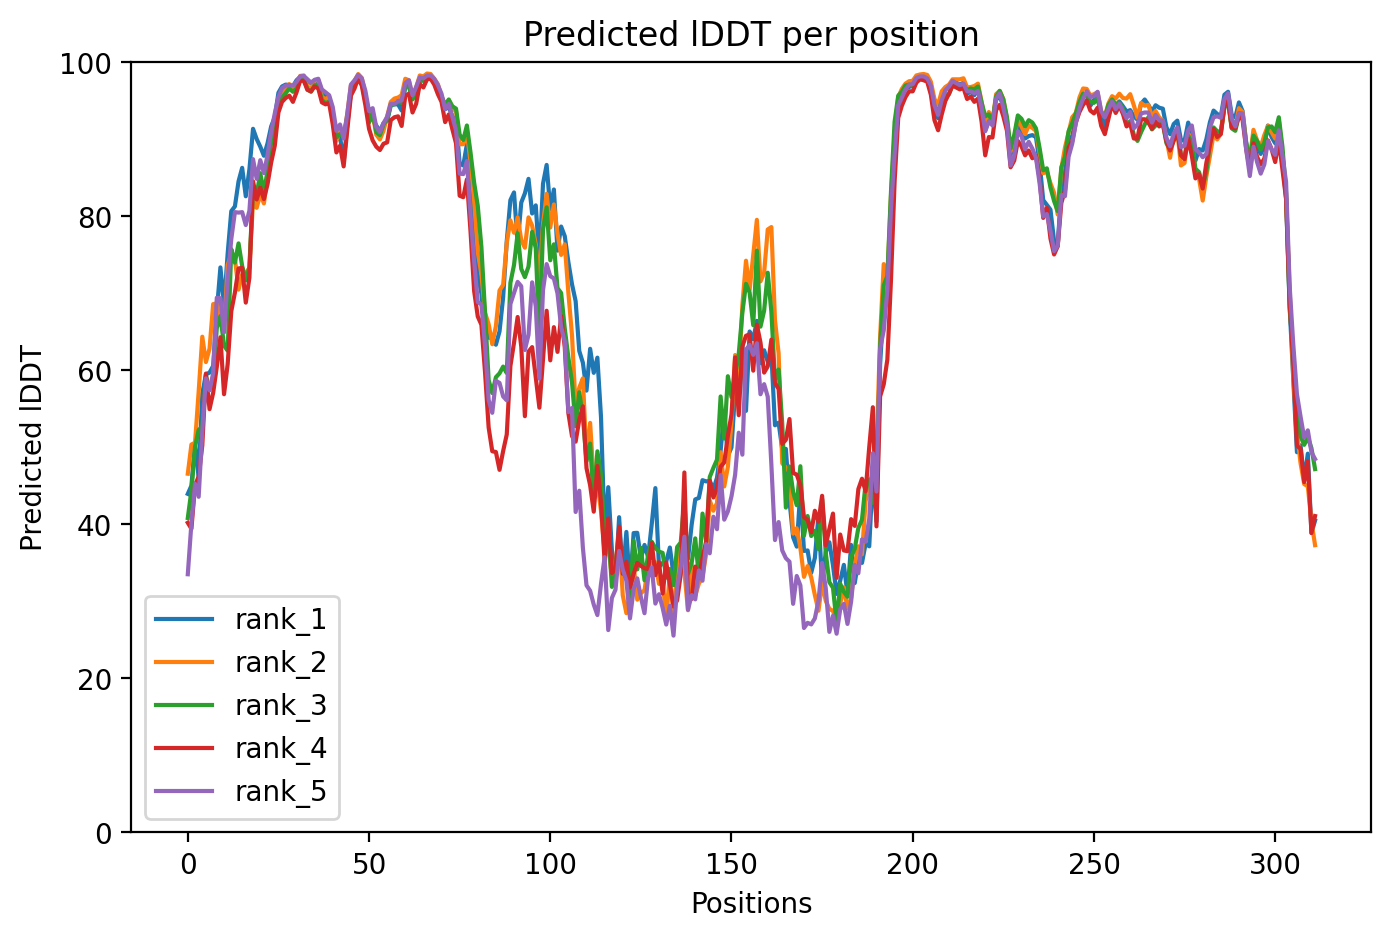 Predicted lDDT per position
100
80
60
40
20
0
Predicted lDDT
rank_1
rank_2
rank_3
rank_4
rank_5
0 50 100 150 200 250 300
Positions